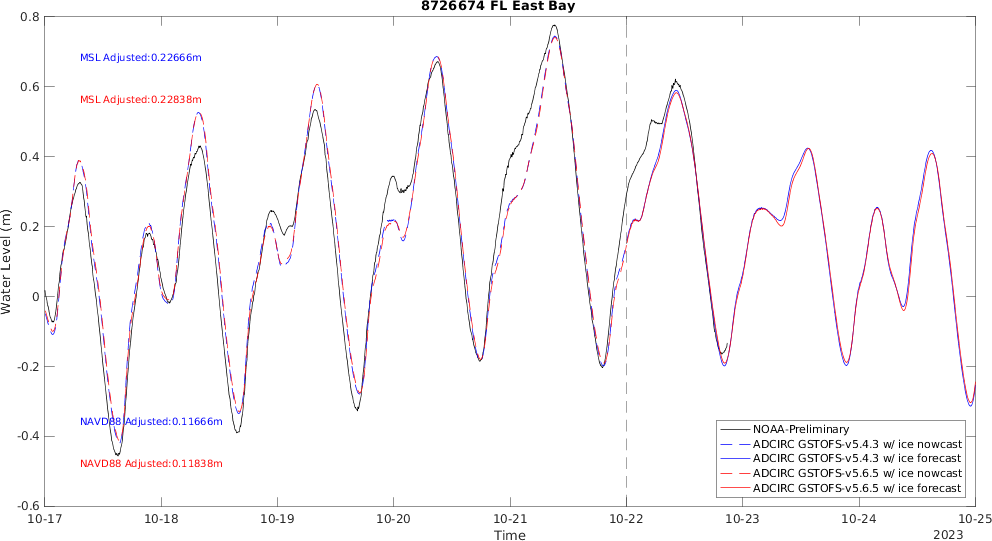 8726674 FL East Bay
0.8
MSL Adjusted:0.22666m
0.6
MSL Adjusted:0.22838m
0.4
0.2
Water Level (m)
0
-0.2
NAVD88 Adjusted:0.11666m
-0.4
NAVD88 Adjusted:0.11838m
-0.6
NOAA-Preliminary
ADCIRC GSTOFS-v5.4.3 w/ ice nowcast
ADCIRC GSTOFS-v5.4.3 w/ ice forecast
ADCIRC GSTOFS-v5.6.5 w/ ice nowcast
ADCIRC GSTOFS-v5.6.5 w/ ice forecast
10-17 10-18 10-19 10-20 10-21 10-22 10-23 10-24 10-25
Time
2023